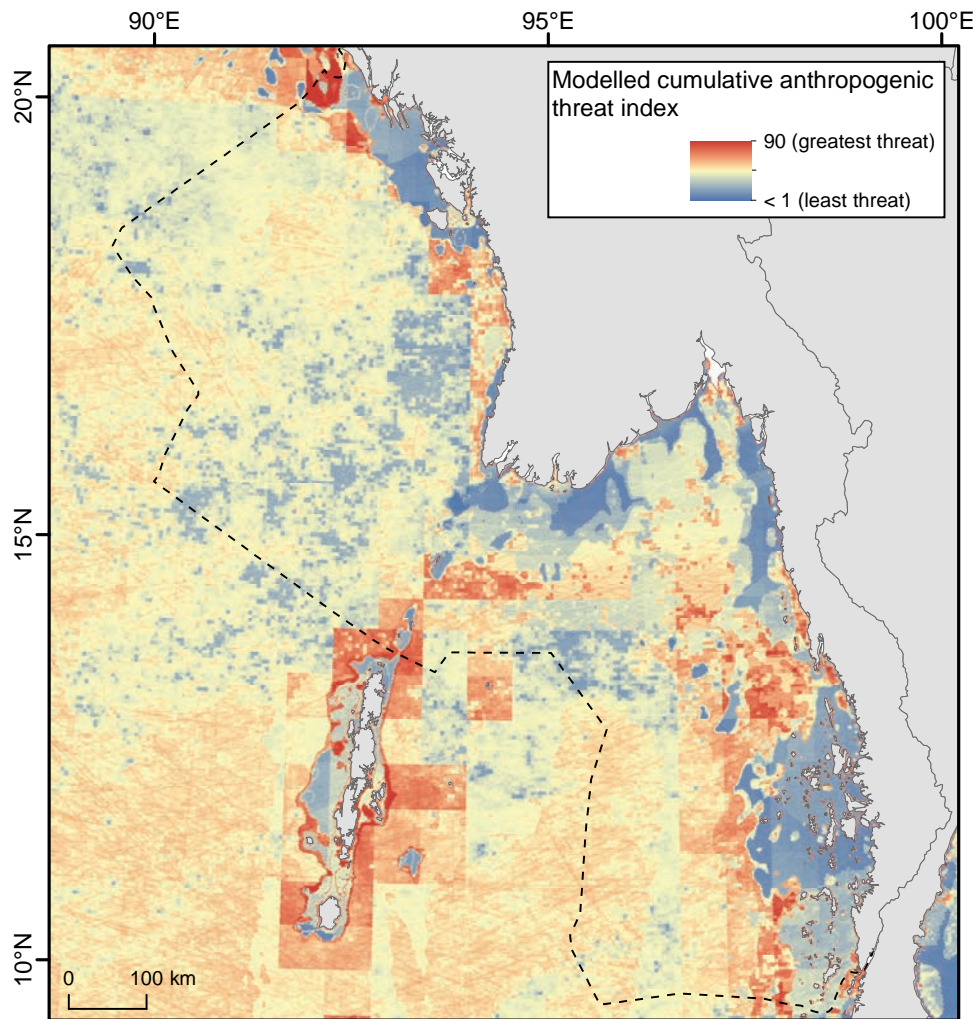 90°E
95°E
100°E
20°N
15°N
10°N
Modelled cumulative anthropogenic
threat index
90 (greatest threat)
< 1 (least threat)
0 100 km